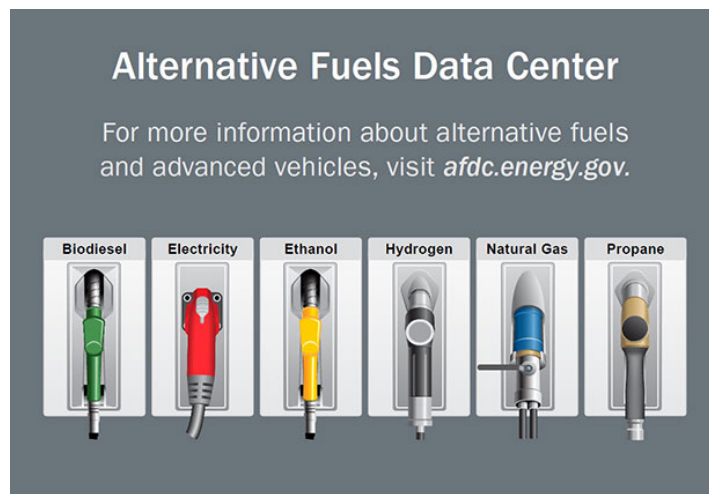 Alternative Fuels Data Center
For more information about alternative fuels
and advanced vehicles, visit afdc.energy.gov.
Biodiesel
Electricity
Ethanol
Hydrogen
Natural Gas
Propane